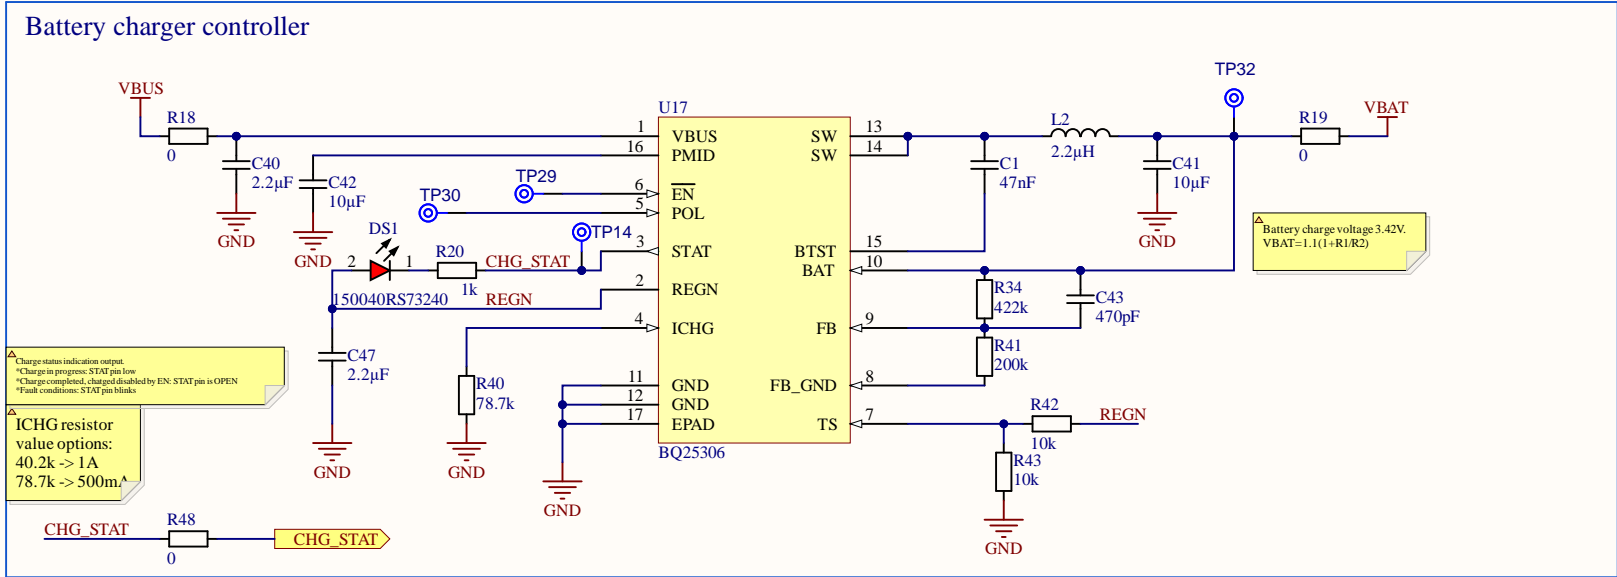 Battery charger controller
TP32
VBUS
VBAT
U17
R18
0
L2
2.2µH
R19
0
1
VBUS
SW
13
16
PMID
SW
14
C40
2.2µF
C42
10µF
C1
47nF
C41
10µF
GND
GND
GND
TP29
TP30
6
EN
5
POL
TP14
3
STAT
BTST
15
BAT
10
DS1
2
1
R20
1k
CHG_STAT
150040RS73240
REGN
2
REGN
Battery charge voltage 3.42V.
VBAT=1.1(1+R1/R2)
R34
422k
C43
470pF
4
ICHG
FB
9
R41
200k
C47
2.2µF
R40
78.7k
11
GND
FB_GND
8
12
GND
17
EPAD
TS
7
R42
10k
REGN
R43
10k
BQ25306
GND
GND
GND
GND
Charge status indication output.
*Charge in progress: STAT pin low
*Charge completed, chatged disabled by EN: STAT pin is OPEN
*Fault conditions: STAT pin blinks
ICHG resistor
value options:
40.2k -> 1A
78.7k -> 500mA
CHG_STAT
R48
0
CHG_STAT